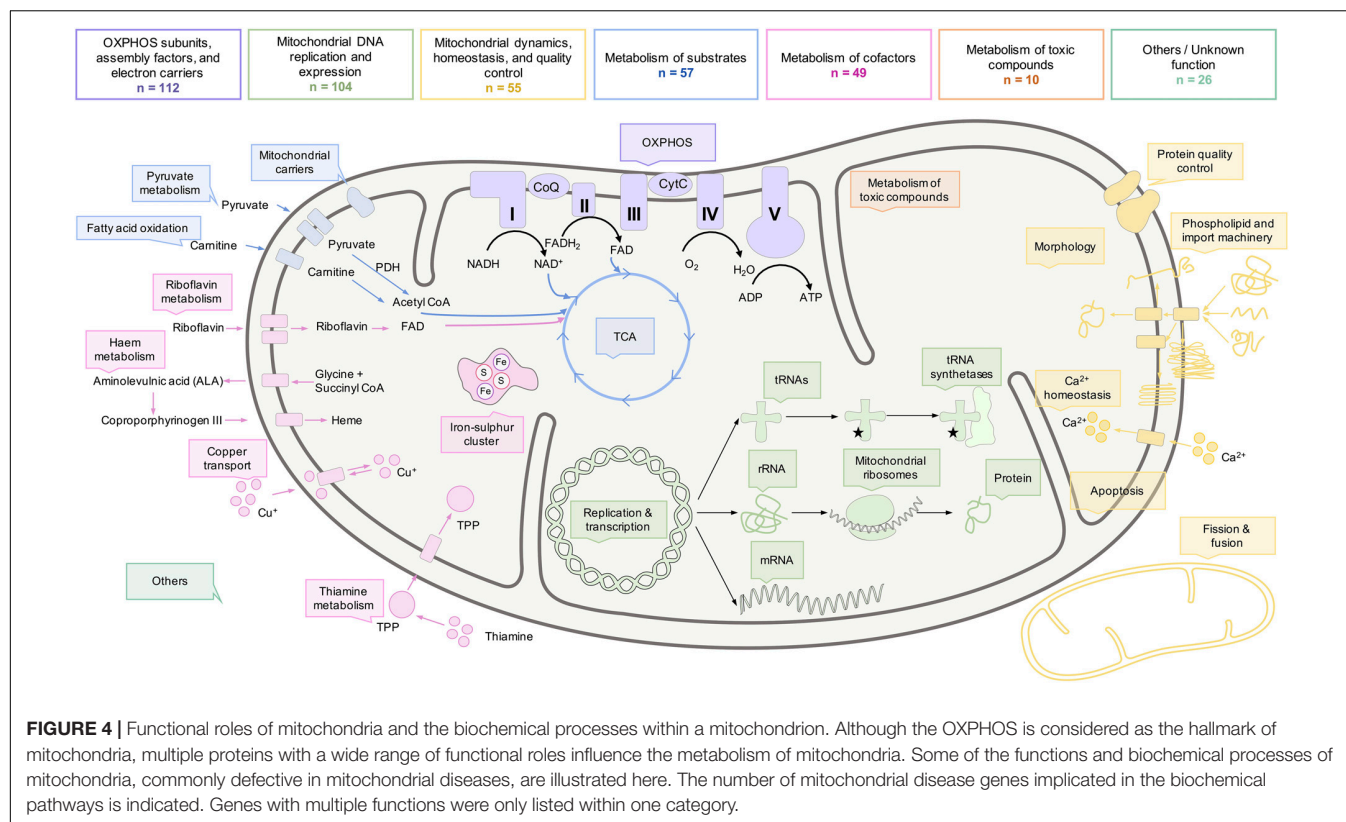 OXPHOS subunits,
assembly factors, and
electron carriers
n = 112
Mitochondrial DNA
replication and
expression
n = 104
Mitochondrial dynamics,
homeostasis, and quality
control
n = 55
Metabolism of substrates
n = 57
Metabolism of cofactors
n = 49
Metabolism of toxic
compounds
n = 10
Others / Unknown
function
n = 26
OXPHOS
Mitochondrial
carriers
Pyruvate
metabolism
Pyruvate
Fatty acid oxidation
Carnitine
Pyruvate
PDH
Carnitine
Acetyl CoA
Riboflavin
metabolism
Riboflavin
Riboflavin
FAD
Haem
metabolism
Aminolevulnic acid (ALA)
Glycine +
Succinyl CoA
Coproporphyrinogen III
Heme
Copper
transport
Cu+
Cu+
CoQ
CytC
I
II
III
IV
V
NADH
NAD+
FADH2
FAD
O2
H2O
ADP
ATP
TCA
Fe
S
S
Fe
Iron-sulphur
cluster
Metabolism of
toxic compounds
Protein quality
control
Phospholipid and
import machinery
Morphology
Ca2+
homeostasis
Ca2+
Ca2+
Apoptosis
Fission &
fusion
tRNAs
tRNA
synthetases
rRNA
Mitochondrial
ribosomes
Protein
mRNA
Replication &
transcription
TPP
Thiamine
metabolism
TPP
Thiamine
Others
FIGURE 4 | Functional roles of mitochondria and the biochemical processes within a mitochondrion. Although the OXPHOS is considered as the hallmark of
mitochondria, multiple proteins with a wide range of functional roles influence the metabolism of mitochondria. Some of the functions and biochemical processes of
mitochondria, commonly defective in mitochondrial diseases, are illustrated here. The number of mitochondrial disease genes implicated in the biochemical
pathways is indicated. Genes with multiple functions were only listed within one category.